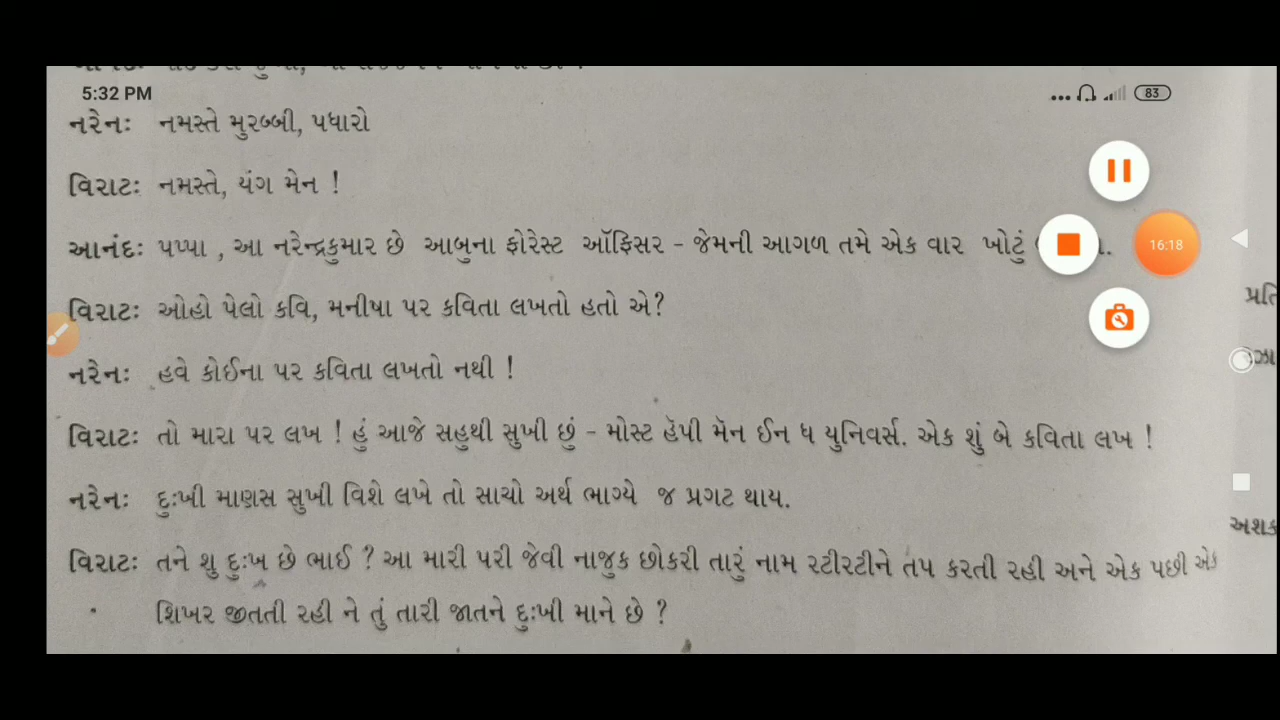 5:32 PM
83
નરેનઃ નમસ્તે મુરબ્બી, પધારો
વિરાટઃ નમસ્તે, યંગ મેન !
આનંદઃ પપ્પા , આ નરેન્દ્રકુમાર છે આબુના ફોરેસ્ટ ઑફિસર - જેમની આગળ તમે એક વાર ખોટું
16:18
વિરાટઃ ઓહો પેલો કવિ, મનીષા પર કવિતા લખતો હતો એ?
નરેનઃ હવે કોઈના પર કવિતા લખતો નથી !
વિરાટઃ તો મારા પર લખ ! હું આજે સહુથી સુખી છું - મોસ્ટ હૅપી મૅન ઈન ધ યુનિવર્સ. એક શું બે કવિતા લખ !
નરેનઃ દુઃખી માણસ સુખી વિશે લખે તો સાચો અર્થ ભાગ્યે જ પ્રગટ થાય.
વિરાટઃ તને શુ દુઃખ છે ભાઈ ? આ મારી પરી જેવી નાજુક છોકરી તારું નામ રટીરટીને તપ કરતી રહી અને એક પછી એક
શિખર જીતતી રહી ને તું તારી જાતને દુઃખી માને છે ?